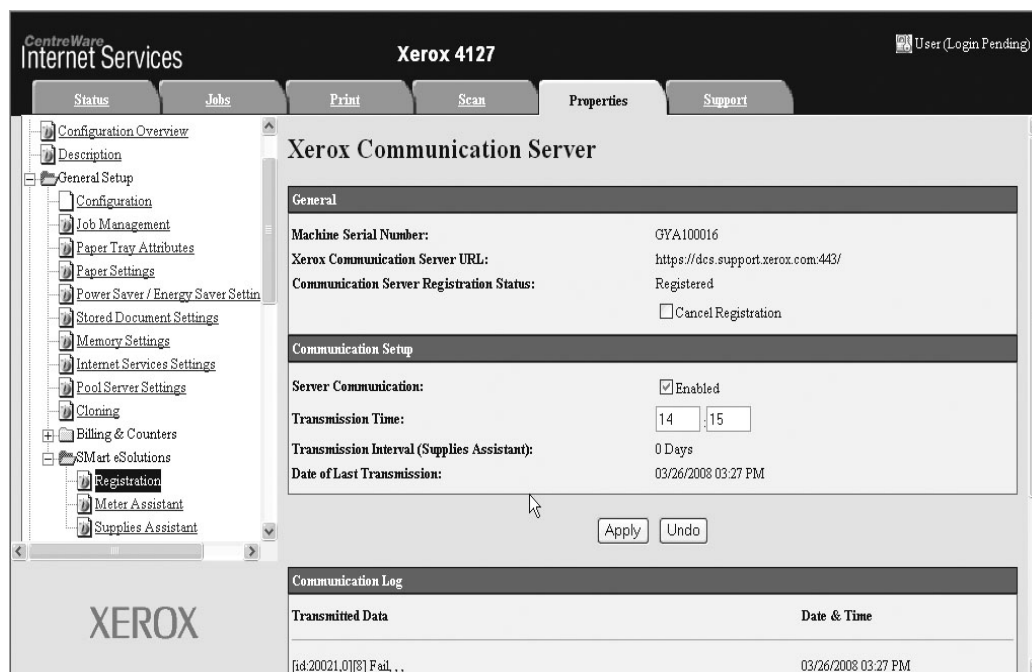 CentreWare
Internet Services
Xerox 4127
User (Login Pending)
Status
Jobs
Print
Scan
Properties
Support
Configuration Overview
Description
General Setup
Configuration
Job Management
Paper Tray Attributes
Paper Settings
Power Saver / Energy Saver Settin
Stored Document Settings
Memory Settings
Internet Services Settings
Pool Server Settings
Cloning
Billing & Counters
SMart eSolutions
Registration
Meter Assistant
Supplies Assistant
XEROX
Xerox Communication Server
General
Machine Serial Number: GYA100016
Xerox Communication Server URL: https://dcs.support.xerox.com:443/
Communication Server Registration Status: Registered
Cancel Registration
Communication Setup
Server Communication: Enabled
Transmission Time: 14 : 15
Transmission Interval (Supplies Assistant): 0 Days
Date of Last Transmission: 03/26/2008 03:27 PM
Apply Undo
Communication Log
Transmitted Data Date & Time
[id:20021,0][8] Fail, , , 03/26/2008 03:27 PM